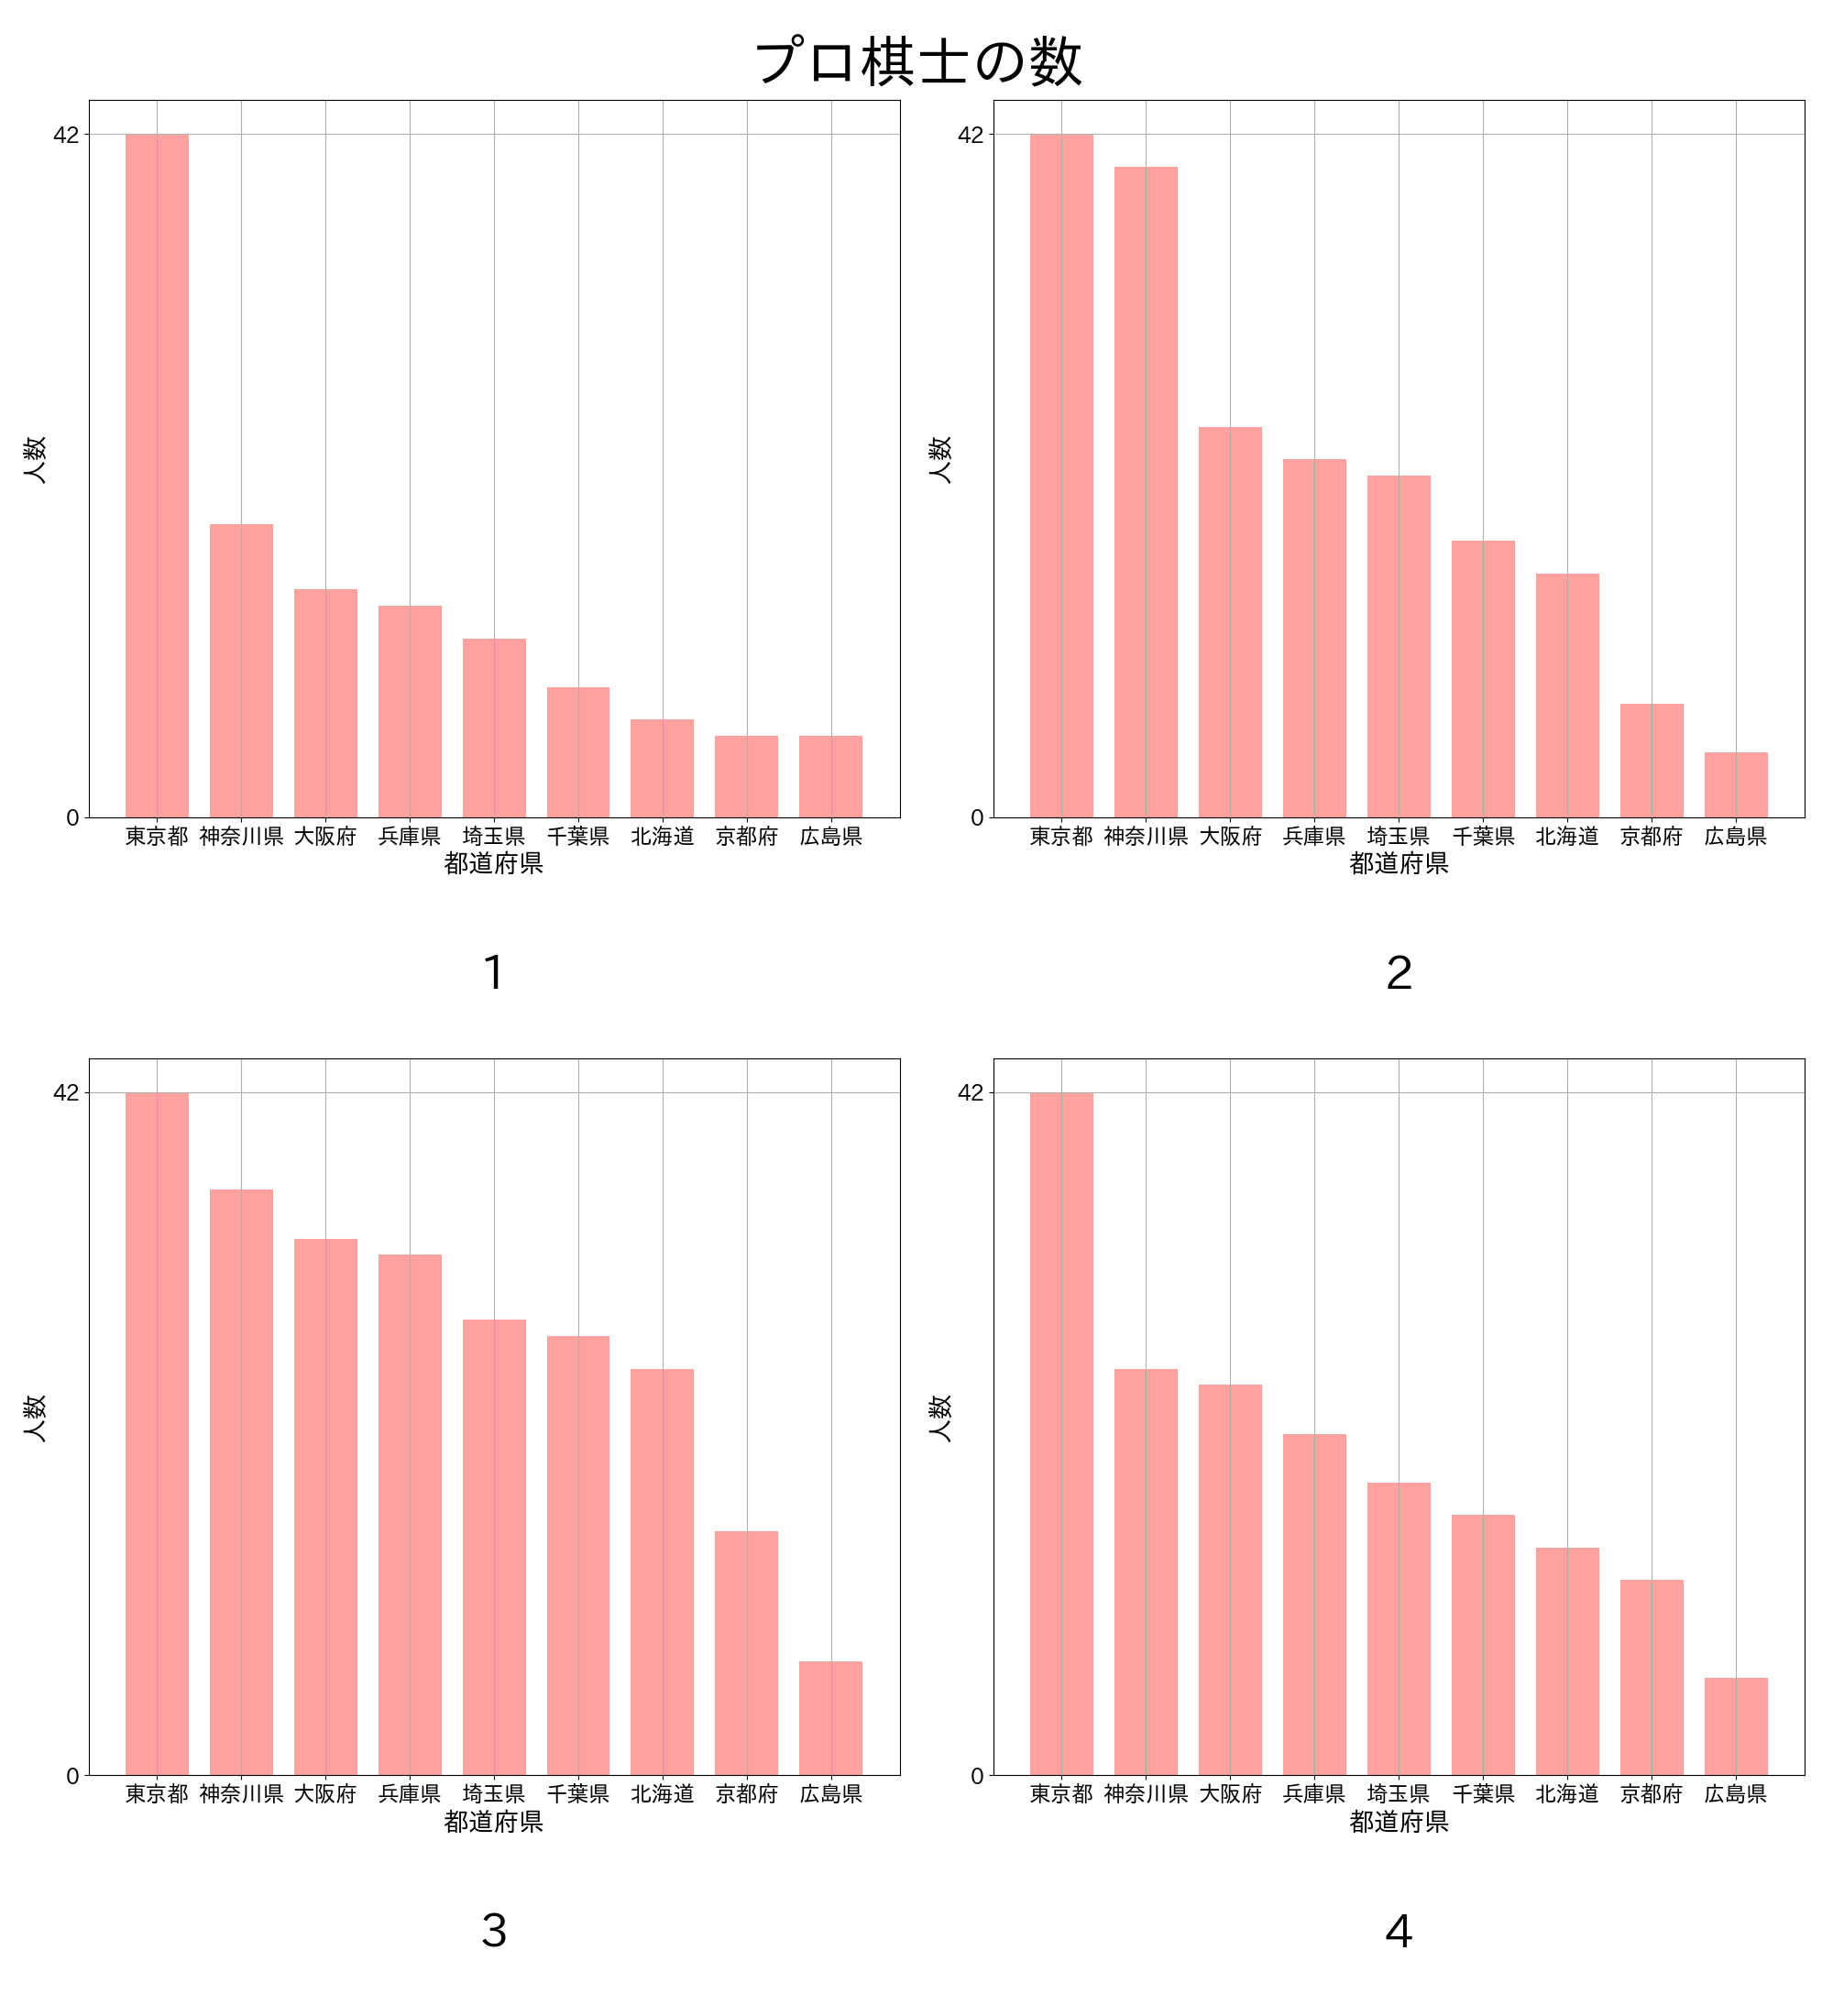 プロ棋士の数
42
0
人数
東京都 神奈川県 大阪府 兵庫県 埼玉県 千葉県 北海道 京都府 広島県
都道府県
1
42
0
人数
東京都 神奈川県 大阪府 兵庫県 埼玉県 千葉県 北海道 京都府 広島県
都道府県
2
42
0
人数
東京都 神奈川県 大阪府 兵庫県 埼玉県 千葉県 北海道 京都府 広島県
都道府県
3
42
0
人数
東京都 神奈川県 大阪府 兵庫県 埼玉県 千葉県 北海道 京都府 広島県
都道府県
4